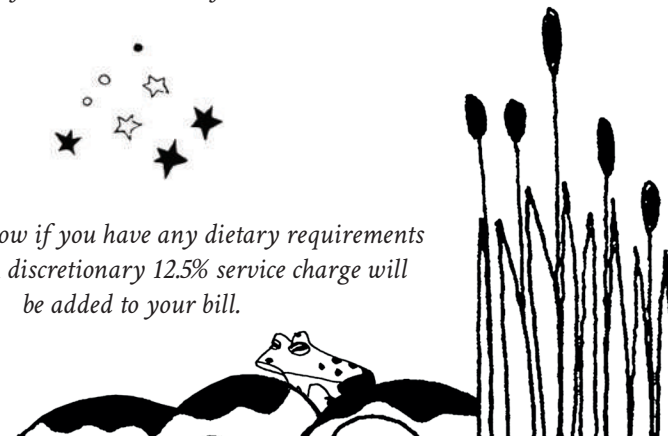 ow if you have any dietary requirements
discretionary 12.5% service charge will
be added to your bill.